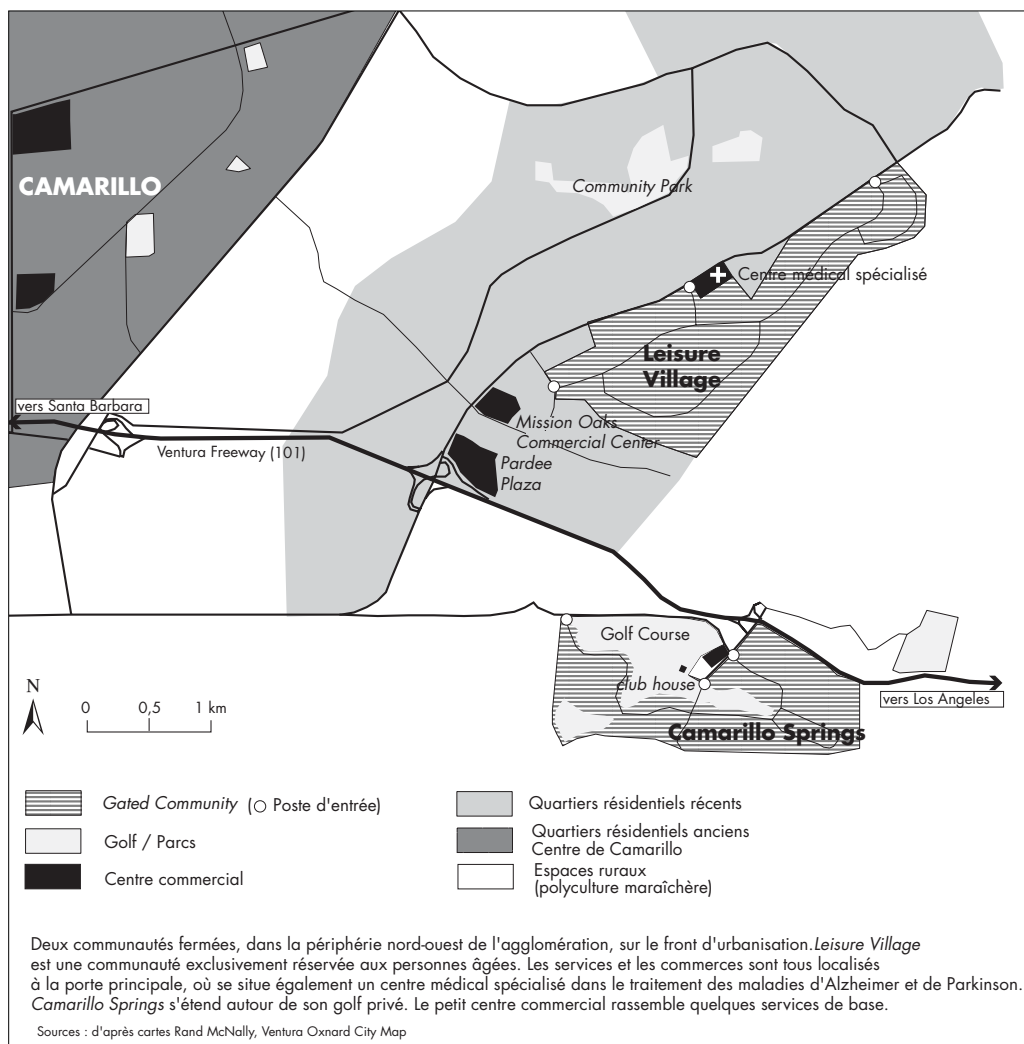 CAMARILLO
Community Park
Centre médical spécialisé
Leisure
Village
vers Santa Barbara
Mission Oaks
Commercial Center
Ventura Freeway (101)
Pardee
Plaza
Golf Course
club house
vers Los Angeles
Camarillo Springs
N
0 0,5 1 km
Gated Community (○ Poste d'entrée)
Golf / Parcs
Centre commercial
Quartiers résidentiels récents
Quartiers résidentiels anciens
Centre de Camarillo
Espaces ruraux
(polyculture maraîchère)
Deux communautés fermées, dans la périphérie nord-ouest de l'agglomération, sur le front d'urbanisation. Leisure Village
est une communauté exclusivement réservée aux personnes âgées. Les services et les commerces sont tous localisés
à la porte principale, où se situe également un centre médical spécialisé dans le traitement des maladies d'Alzheimer et de Parkinson.
Camarillo Springs s'étend autour de son golf privé. Le petit centre commercial rassemble quelques services de base.
Sources : d'après cartes Rand McNally, Ventura Oxnard City Map